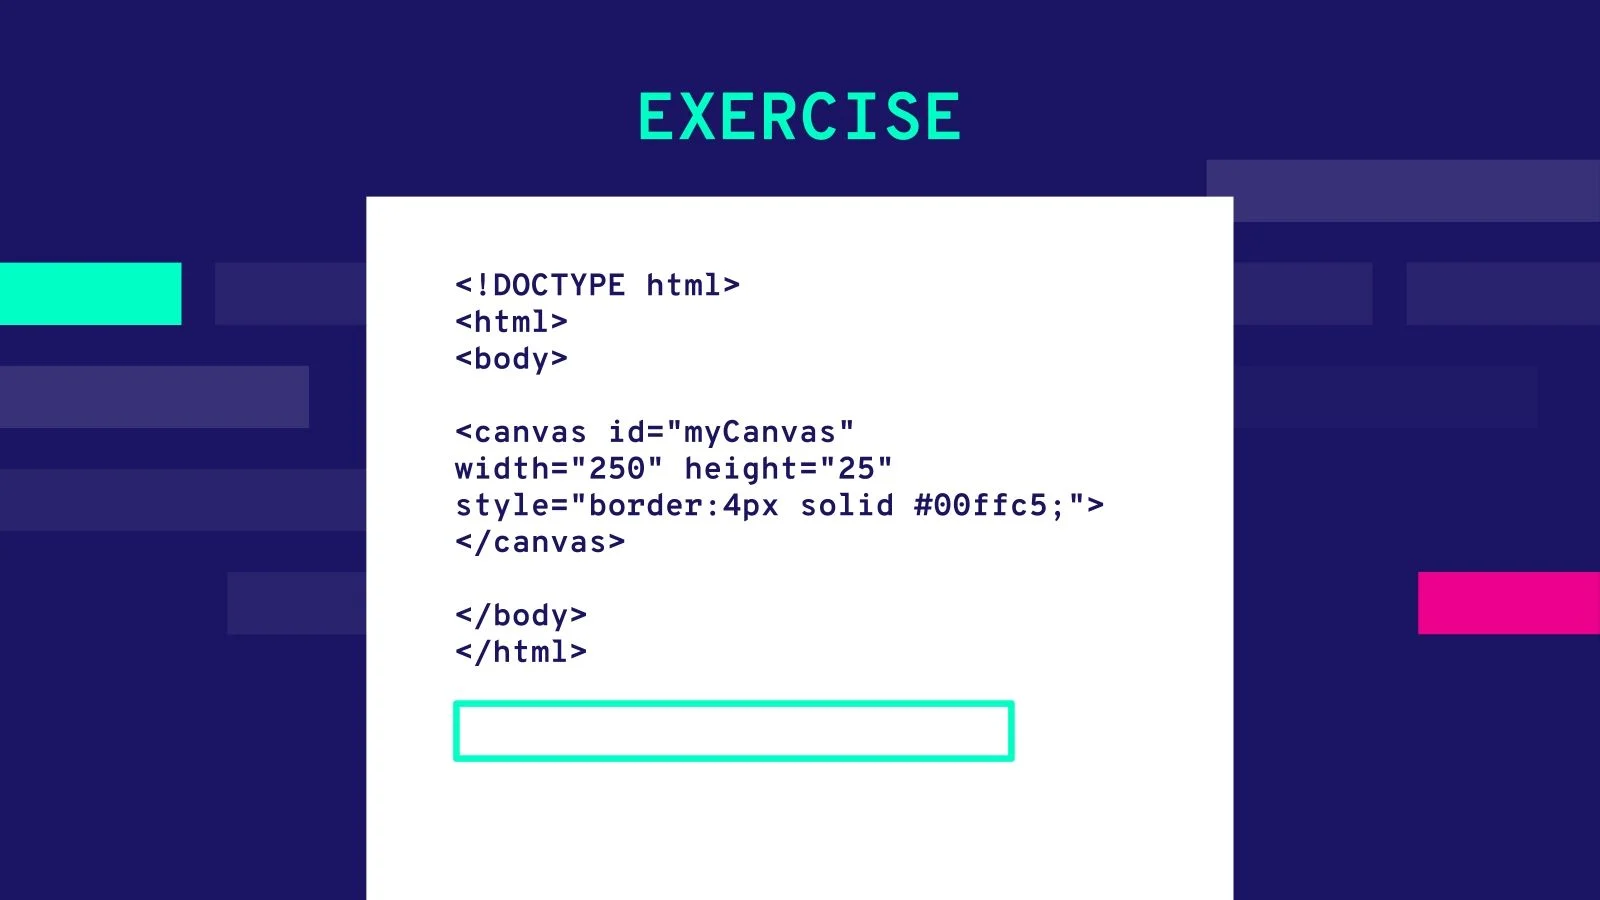 EXERCISE
<!DOCTYPE html>
<html>
<body>
<canvas id="myCanvas"
width="250" height="25"
style="border:4px solid #00ffc5;">
</canvas>
</body>
</html>